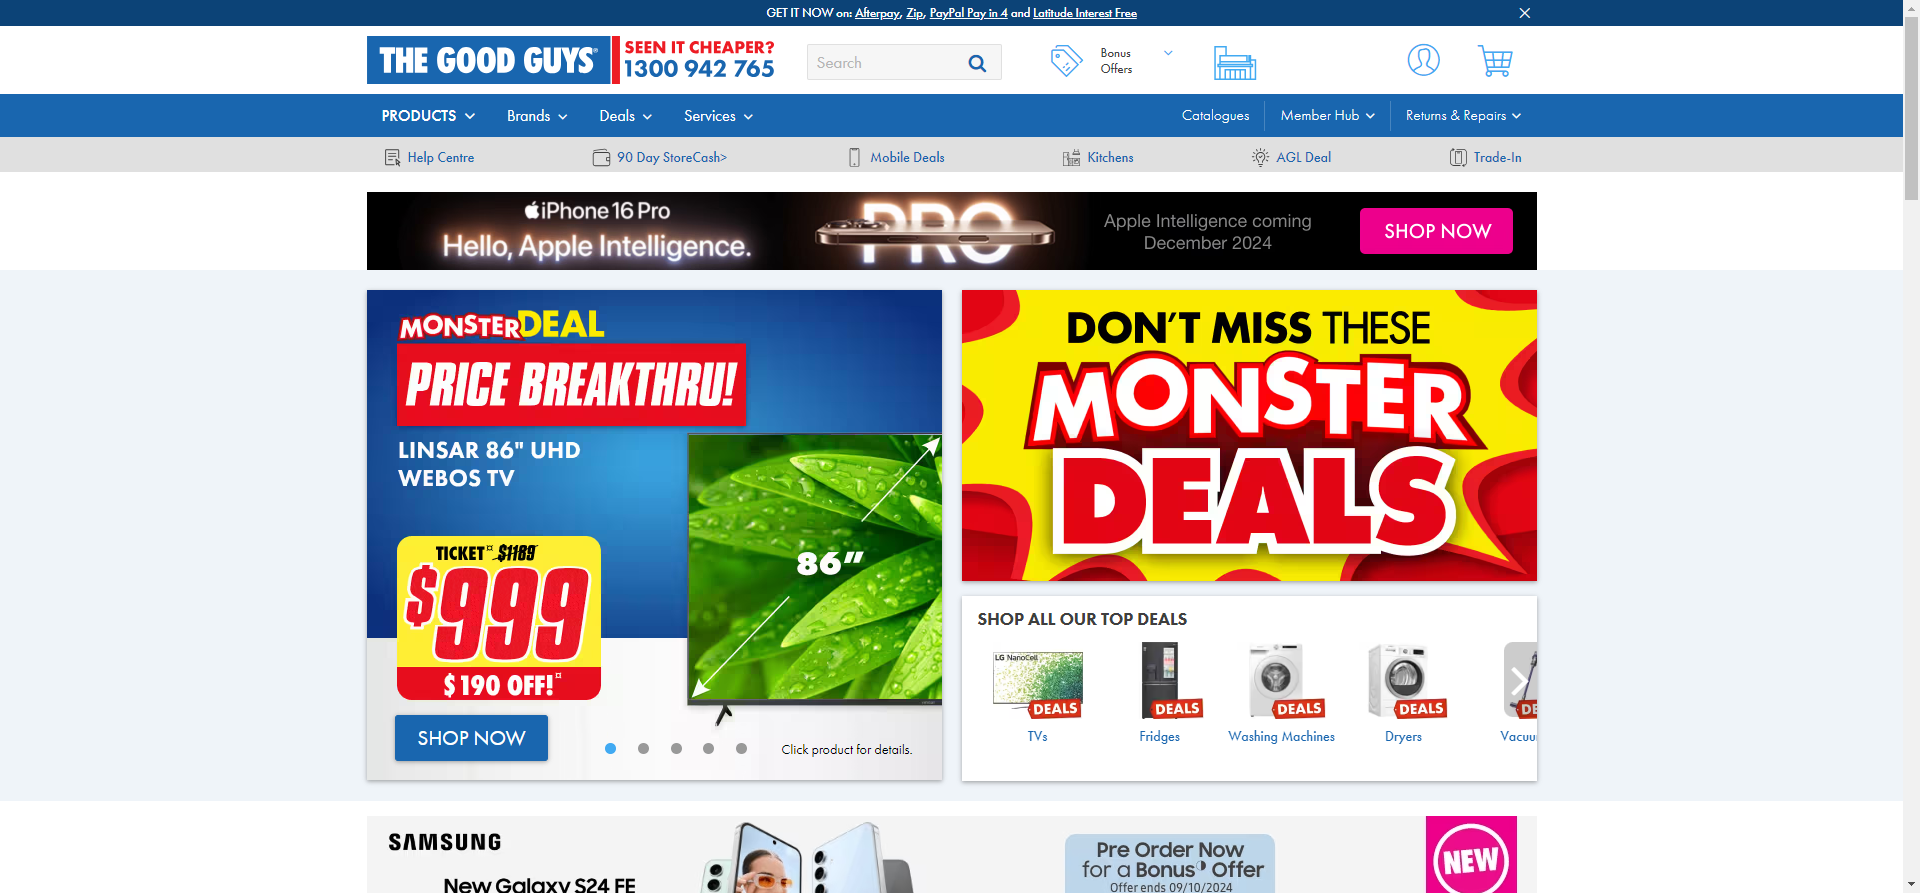 GET IT NOW on: Afterpay, Zip, PayPal Pay in 4 and Latitude Interest Free
THE GOOD GUYS
SEEN IT CHEAPER?
1300 942 765
Search
Bonus
Offers
PRODUCTS
Brands
Deals
Services
Catalogues
Member Hub
Returns & Repairs
Help Centre
90 Day StoreCash>
Mobile Deals
Kitchens
AGL Deal
Trade-In
iPhone 16 Pro
Hello, Apple Intelligence.
PRO
Apple Intelligence coming
December 2024
SHOP NOW
MONSTER DEAL
PRICE BREAKTHRU!
LINSAR 86" UHD
WEBOS TV
86”
TICKET¤ $1189
$999
$190 OFF!¤
SHOP NOW
Click product for details.
DON'T MISS THESE
MONSTER
DEALS
SHOP ALL OUR TOP DEALS
LG NanoCell
DEALS
DEALS
DEALS
DEALS
DE
TVs
Fridges
Washing Machines
Dryers
Vacuu
SAMSUNG
New Galaxy S24 FE
Pre Order Now
for a Bonus Offer
Offer ends 09/10/2024
NEW